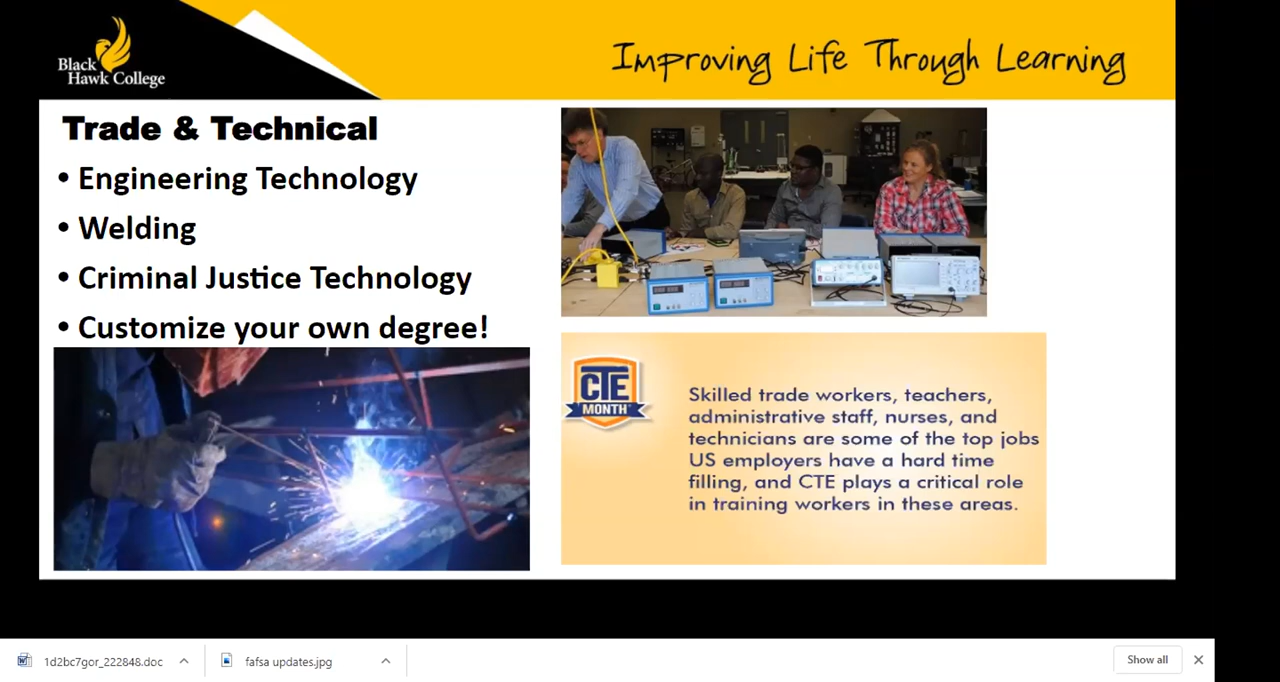 Black
Hawk College
Improving Life Through Learning
Trade & Technical
• Engineering Technology
• Welding
• Criminal Justice Technology
• Customize your own degree!
CTE
MONTH
Skilled trade workers, teachers,
administrative staff, nurses, and
technicians are some of the top jobs
US employers have a hard time
filling, and CTE plays a critical role
in training workers in these areas.
1d2bc7gor_222848.doc
fafsa updates.jpg
Show all